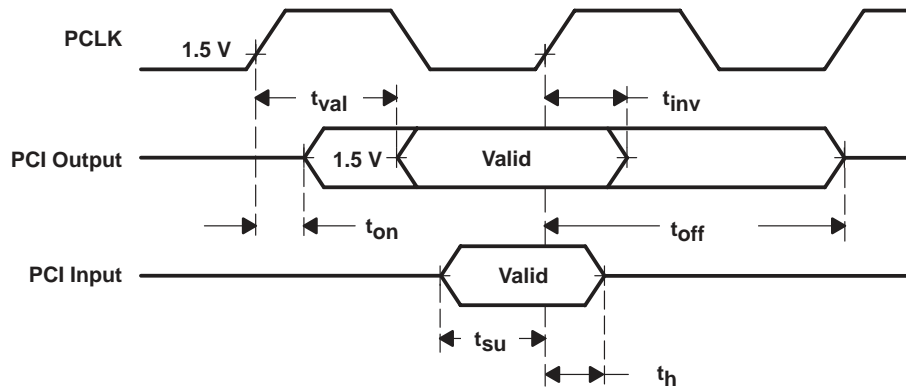 PCLK
1.5 V
tval
tinv
PCI Output
1.5 V
Valid
ton
toff
PCI Input
Valid
tsu
th